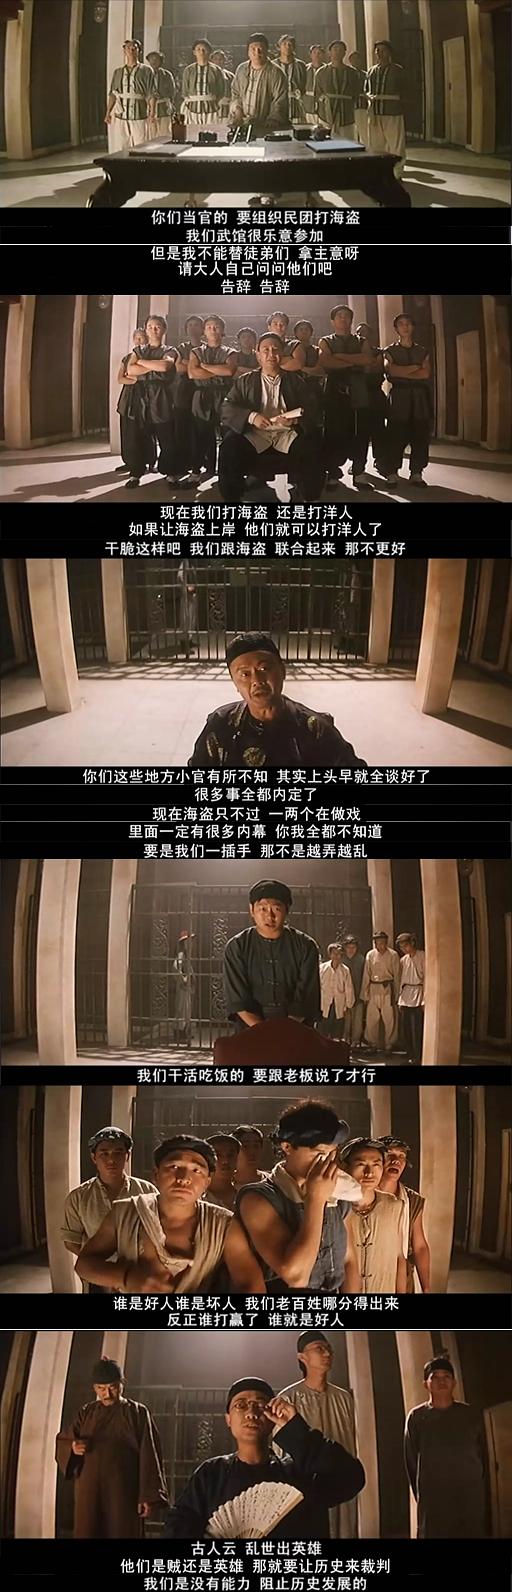 你们当官的 要组织民团打海盗
我们武馆很乐意参加
但是我不能替徒弟们 拿主意呀
请大人自己问问他们吧
告辞 告辞
现在我们打海盗 还是打洋人
如果让海盗上岸 他们就可以打洋人了
干脆这样吧 我们跟海盗 联合起来 那不更好
你们这些地方小官有所不知 其实上头早就全谈好了
很多事全都内定了
现在海盗只不过 一两个在做戏
里面一定有很多内幕 你我全都不知道
要是我们一插手 那不是越弄越乱
我们干活吃饭的 要跟老板说了才行
谁是好人谁是坏人 我们老百姓哪分得出来
反正谁打赢了 谁就是好人
古人云 乱世出英雄
他们是贼还是英雄 那就要让历史来裁判
我们是没有能力 阻止历史发展的